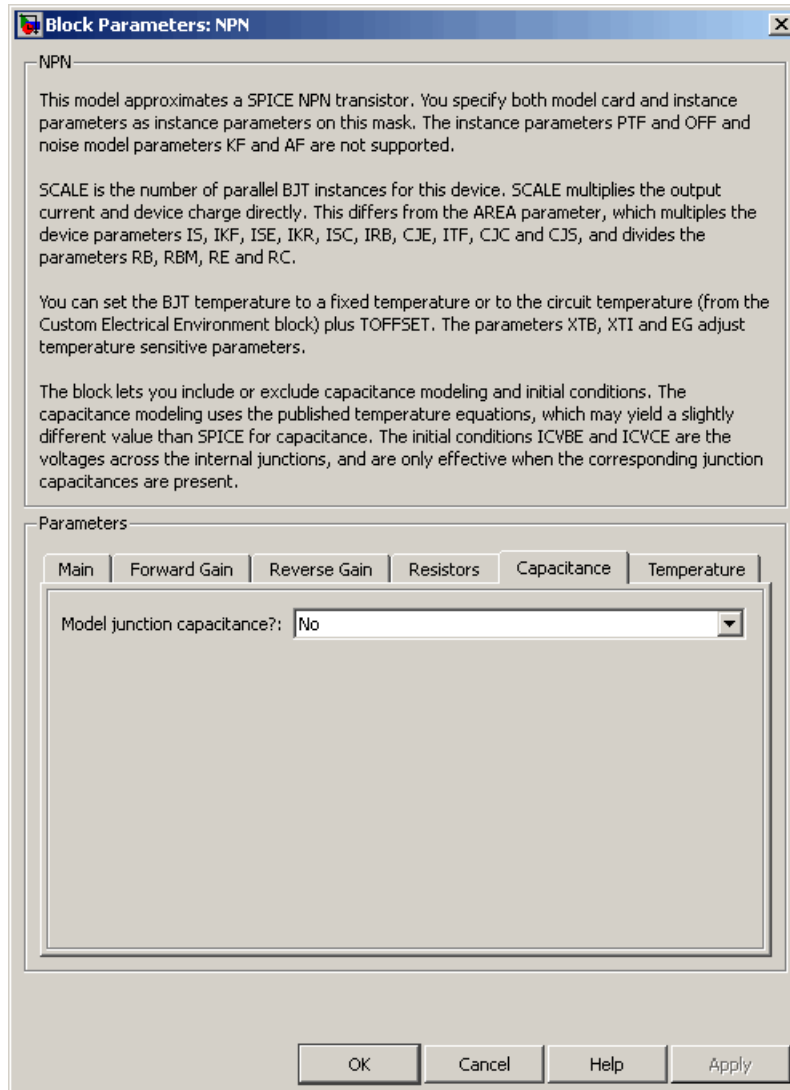 Block Parameters: NPN
NPN
This model approximates a SPICE NPN transistor. You specify both model card and instance
parameters as instance parameters on this mask. The instance parameters PTF and OFF and
noise model parameters KF and AF are not supported.
SCALE is the number of parallel BJT instances for this device. SCALE multiplies the output
current and device charge directly. This differs from the AREA parameter, which multiples the
device parameters IS, IKF, ISE, IKR, ISC, IRB, CJE, ITF, CJC and CJS, and divides the
parameters RB, RBM, RE and RC.
You can set the BJT temperature to a fixed temperature or to the circuit temperature (from the
Custom Electrical Environment block) plus TOFFSET. The parameters XTB, XTI and EG adjust
temperature sensitive parameters.
The block lets you include or exclude capacitance modeling and initial conditions. The
capacitance modeling uses the published temperature equations, which may yield a slightly
different value than SPICE for capacitance. The initial conditions ICVBE and ICVCE are the
voltages across the internal junctions, and are only effective when the corresponding junction
capacitances are present.
Parameters
Main Forward Gain Reverse Gain Resistors Capacitance Temperature
Model junction capacitance?: No
OK Cancel Help Apply